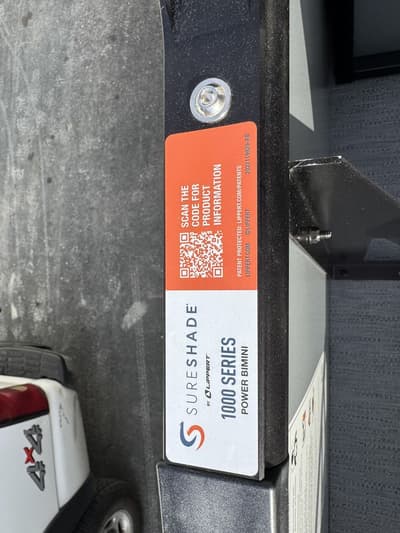 SURESHADE
BY LIPPERT
1000 SERIES
POWER BIMINI
SCAN THE
CODE FOR
PRODUCT
INFORMATION
PATENT PROTECTED: LIPPERT.COM/PATENTS
4x4